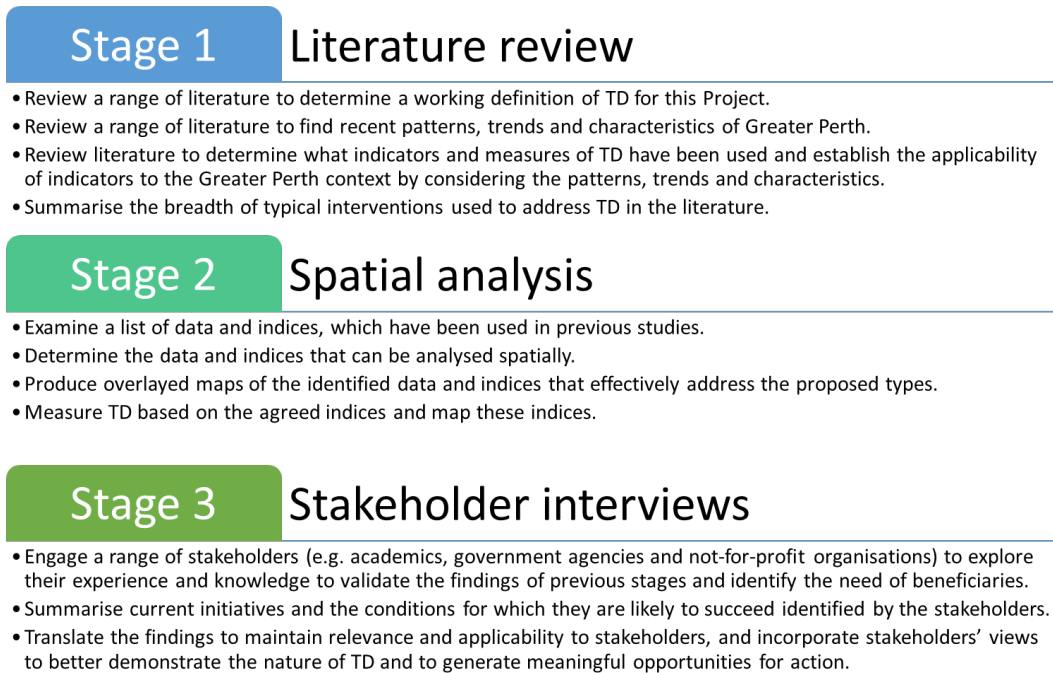 Stage 1 Literature review
• Review a range of literature to determine a working definition of TD for this Project.
• Review a range of literature to find recent patterns, trends and characteristics of Greater Perth.
• Review literature to determine what indicators and measures of TD have been used and establish the applicability
of indicators to the Greater Perth context by considering the patterns, trends and characteristics.
• Summarise the breadth of typical interventions used to address TD in the literature.
Stage 2 Spatial analysis
• Examine a list of data and indices, which have been used in previous studies.
• Determine the data and indices that can be analysed spatially.
• Produce overlayed maps of the identified data and indices that effectively address the proposed types.
• Measure TD based on the agreed indices and map these indices.
Stage 3 Stakeholder interviews
• Engage a range of stakeholders (e.g. academics, government agencies and not-for-profit organisations) to explore
their experience and knowledge to validate the findings of previous stages and identify the need of beneficiaries.
• Summarise current initiatives and the conditions for which they are likely to succeed identified by the stakeholders.
• Translate the findings to maintain relevance and applicability to stakeholders, and incorporate stakeholders’ views
to better demonstrate the nature of TD and to generate meaningful opportunities for action.